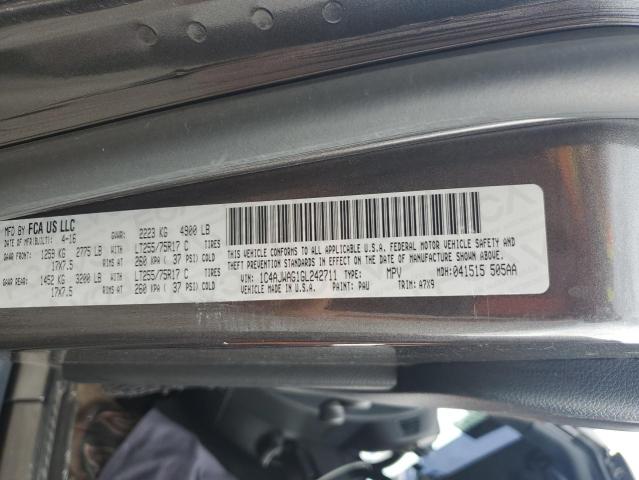 MFD BY FCA US LLC
DATE OF MFR(BUILT): 4-16 GVWR: 2223 KG 4900 LB
GAWR FRONT: 1259 KG 2775 LB WITH LT255/75R17 C TIRES
17X7.5 RIMS AT 250 KPA ( 37 PSI) COLD
GAWR REAR: 1452 KG 3200 LB WITH LT255/75R17 C TIRES
17X7.5 RIMS AT 260 KPA ( 37 PSI) COLD
THIS VEHICLE CONFORMS TO ALL APPLICABLE U.S.A. FEDERAL MOTOR VEHICLE SAFETY AND
THEFT PREVENTION STANDARDS IN EFFECT ON THE DATE OF MANUFACTURE SHOWN ABOVE.
VIN: 1C4AJWAG1GL242711 TYPE: MPV MDH: 041515 505AA
VEHICLE MADE IN U.S.A. PAINT: PAU TRIM: A7X9